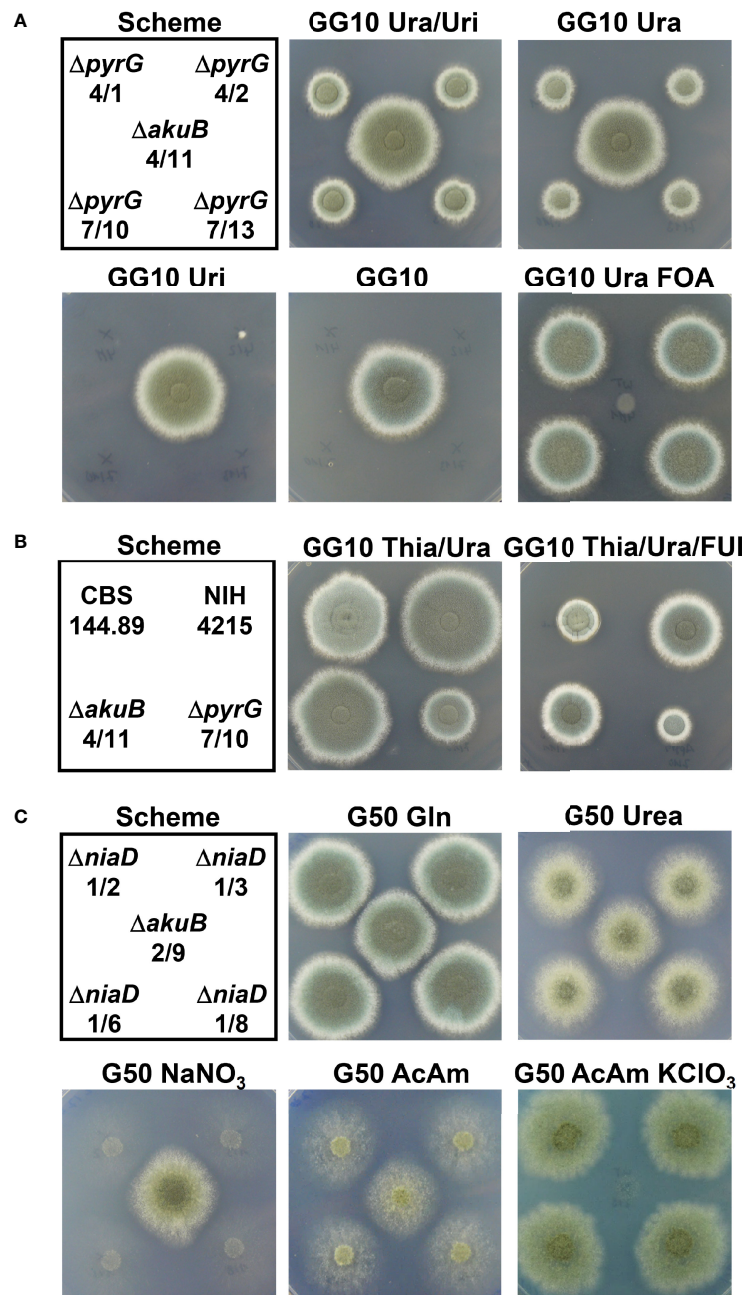 A
Scheme
GG10 Ura/Uri
GG10 Ura
ΔpyrG ΔpyrG
4/1 4/2
ΔakuB
4/11
ΔpyrG ΔpyrG
7/10 7/13
GG10 Uri
GG10
GG10 Ura FOA
B
Scheme
GG10 Thia/Ura
GG10 Thia/Ura/FUI
CBS NIH
144.89 4215
ΔakuB ΔpyrG
4/11 7/10
C
Scheme
G50 Gln
G50 Urea
ΔniaD ΔniaD
1/2 1/3
ΔakuB
2/9
ΔniaD ΔniaD
1/6 1/8
G50 NaNO₃
G50 AcAm
G50 AcAm KClO₃